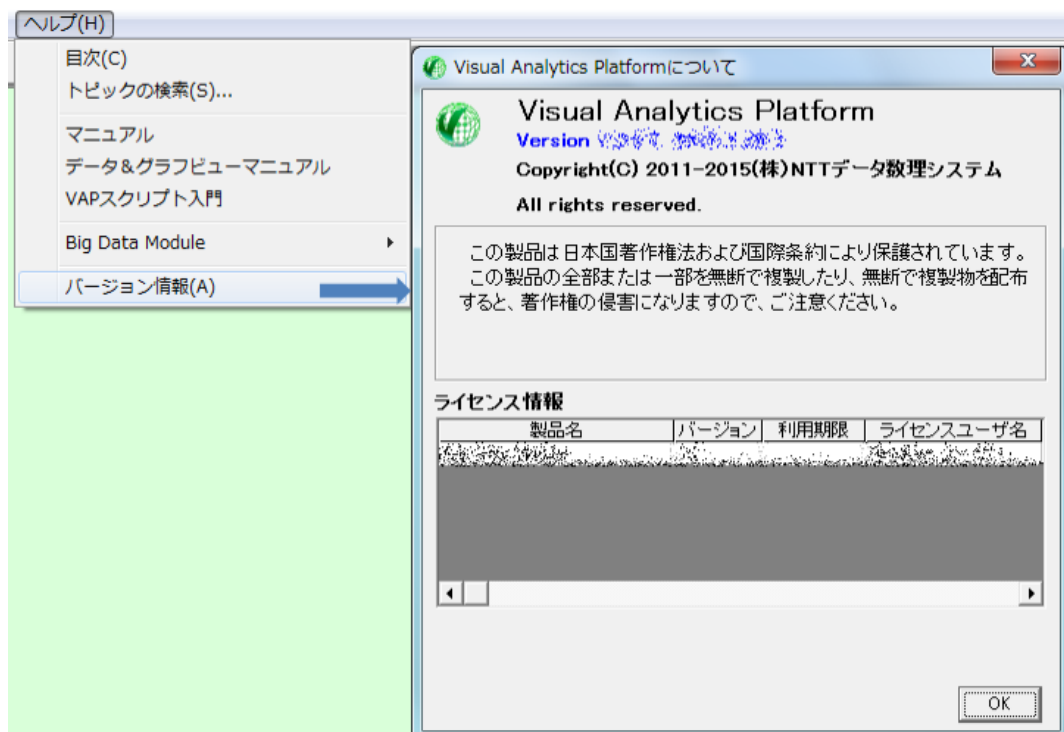 ヘルプ(H)
目次(C)
トピックの検索(S)...
マニュアル
データ&グラフビューマニュアル
VAPスクリプト入門
Big Data Module
バージョン情報(A)
Visual Analytics Platformについて
Visual Analytics Platform
Version
Copyright(C) 2011-2015(株)NTTデータ数理システム
All rights reserved.
この製品は日本国著作権法および国際条約により保護されています。
この製品の全部または一部を無断で複製したり、無断で複製物を配布
すると、著作権の侵害になりますので、ご注意ください。
ライセンス情報
製品名 バージョン 利用期限 ライセンスユーザ名
OK